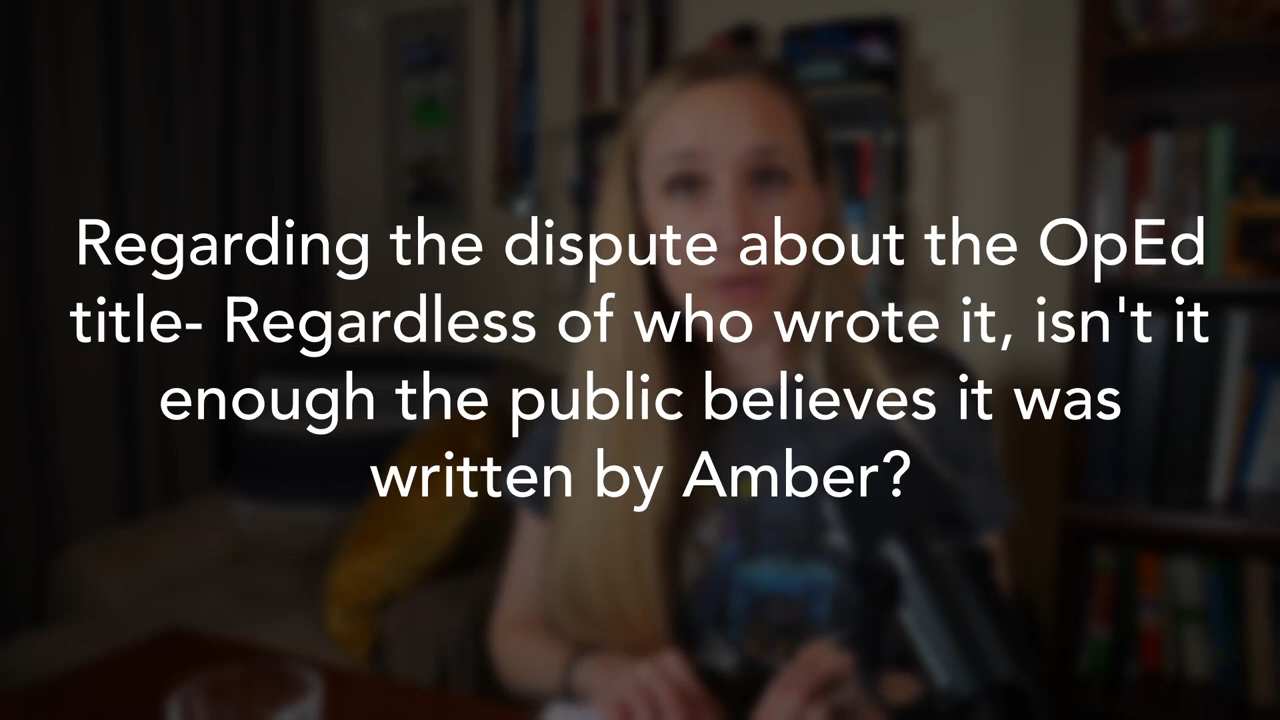 Regarding the dispute about the OpEd
title- Regardless of who wrote it, isn't it
enough the public believes it was
written by Amber?